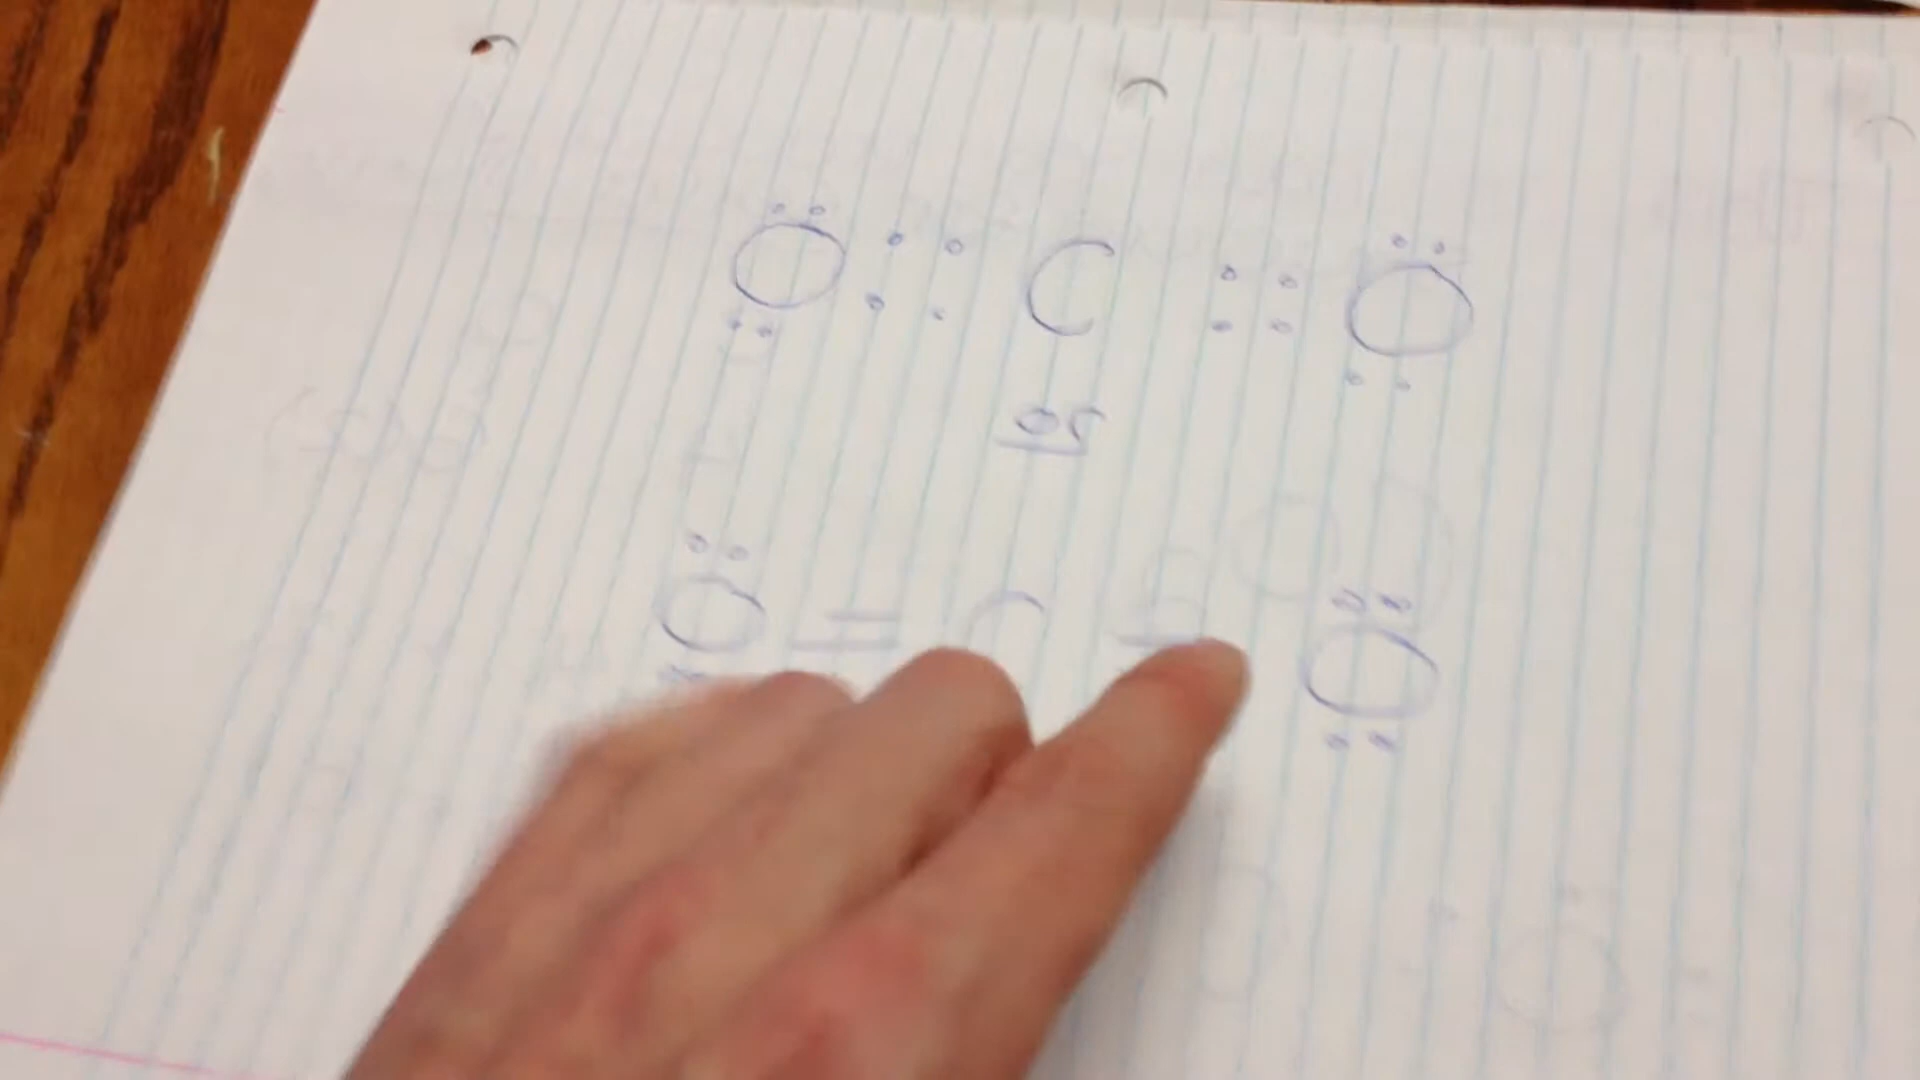 O :: C :: O
or
O = C = O